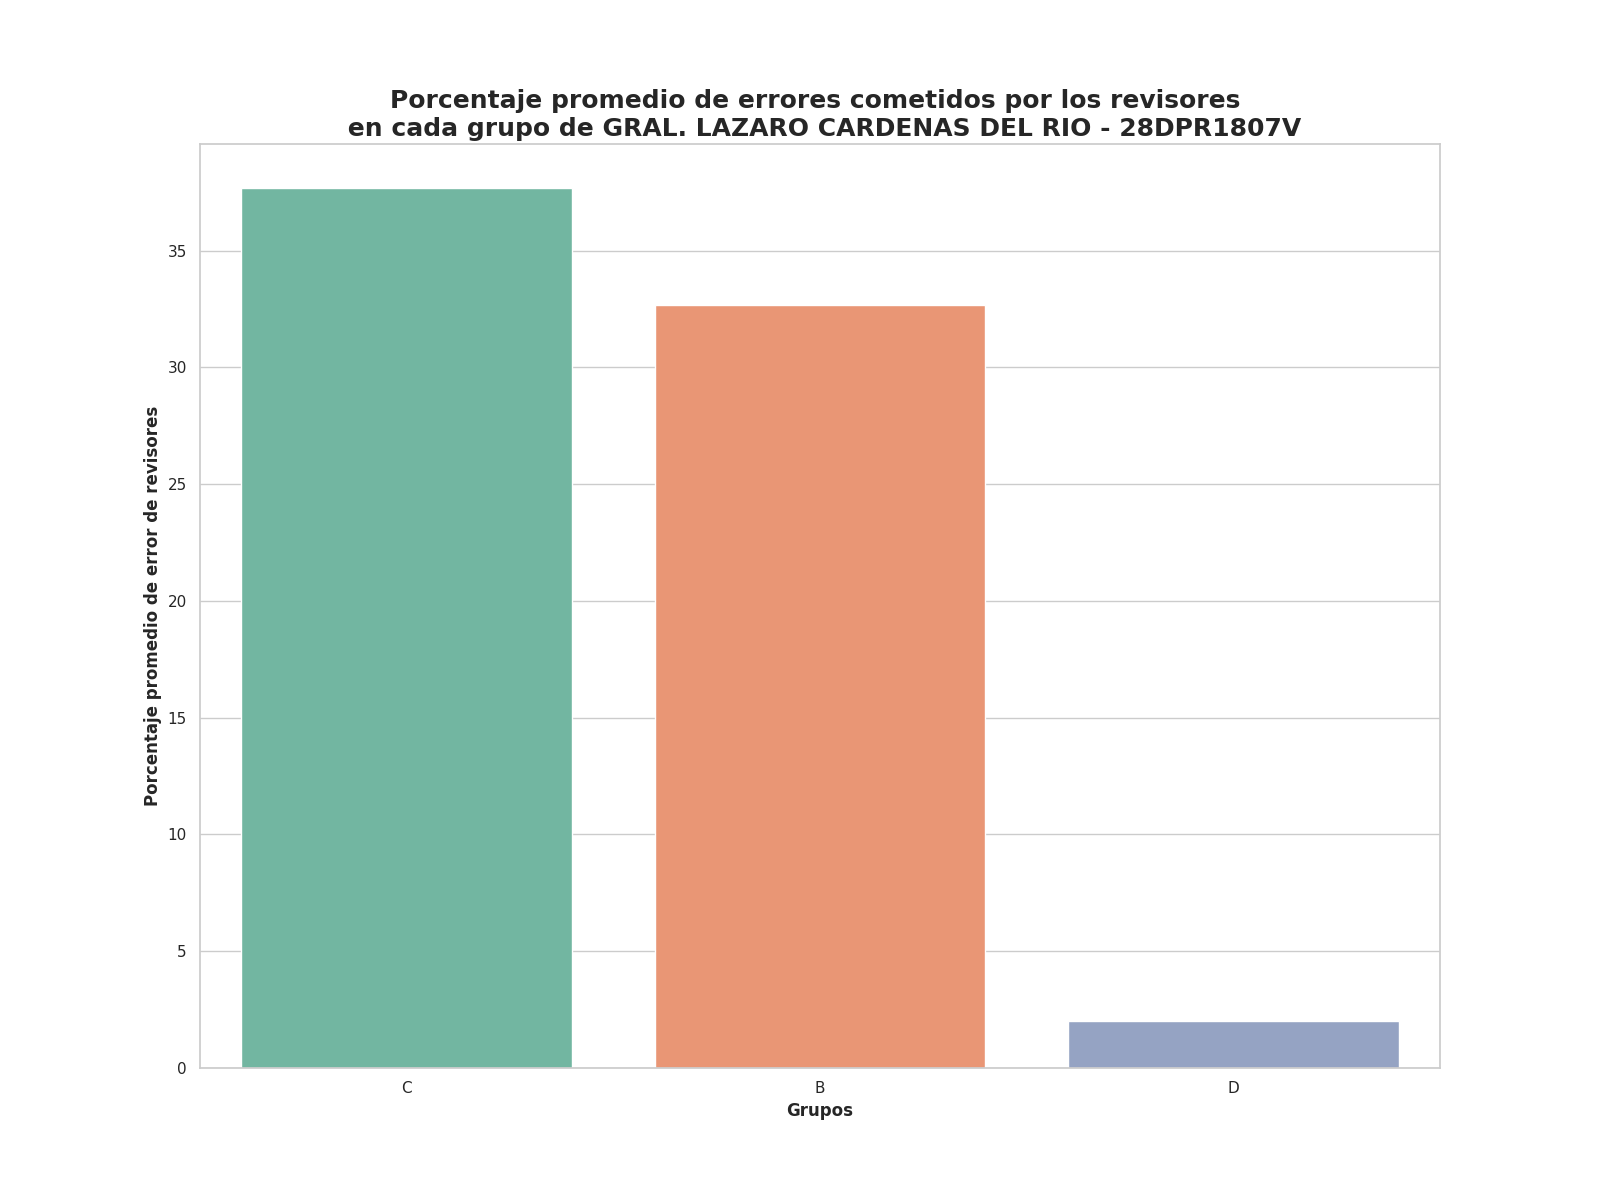 Porcentaje promedio de errores cometidos por los revisores
en cada grupo de GRAL. LAZARO CARDENAS DEL RIO - 28DPR1807V
Porcentaje promedio de error de revisores
35
30
25
20
15
10
5
0
C B D
Grupos